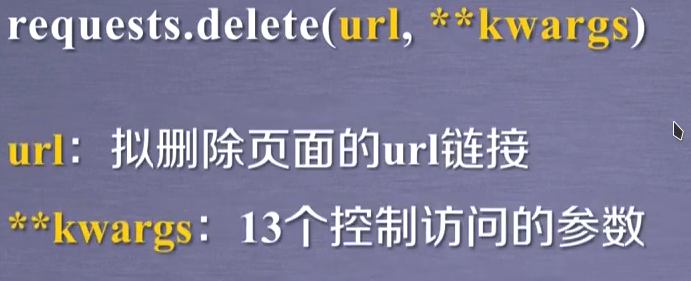 requests.delete(url, **kwargs)
url：拟删除页面的url链接
**kwargs：13个控制访问的参数